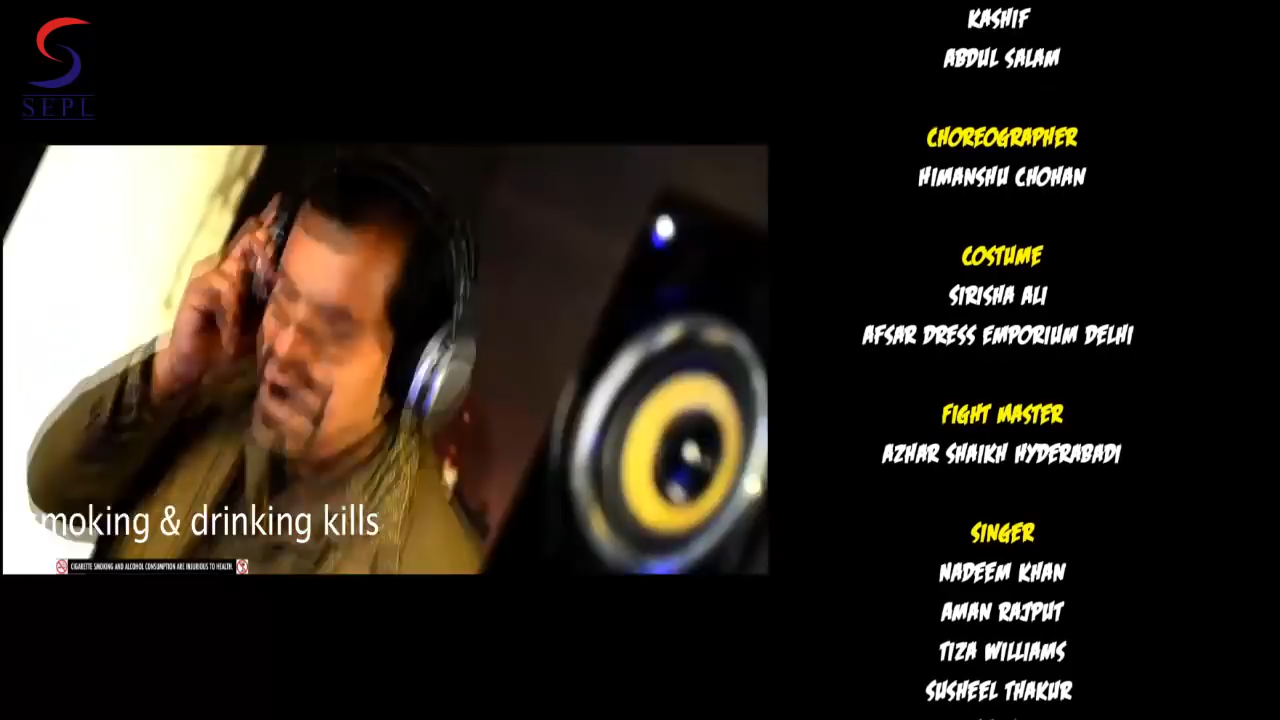 SEPL
KASHIF
ABDUL SALAM
CHOREOGRAPHER
HIMANSHU CHOHAN
COSTUME
SIRISHA ALI
AFSAR DRESS EMPORIUM DELHI
FIGHT MASTER
AZHAR SHAIKH HYDERABADI
SINGER
NADEEM KHAN
AMAN RAJPUT
TIZA WILLIAMS
SUSHEEL THAKUR
smoking & drinking kills
CIGARETTE SMOKING AND ALCOHOL CONSUMPTION ARE INJURIOUS TO HEALTH.